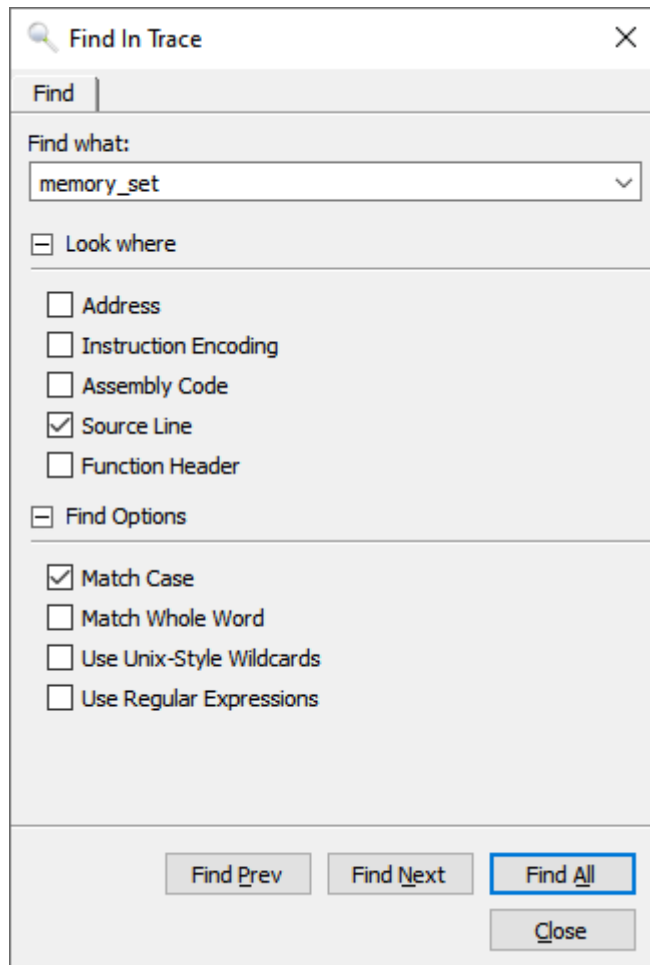 Find In Trace
Find
Find what:
memory_set
Look where
Address
Instruction Encoding
Assembly Code
Source Line
Function Header
Find Options
Match Case
Match Whole Word
Use Unix-Style Wildcards
Use Regular Expressions
Find Prev Find Next Find All
Close